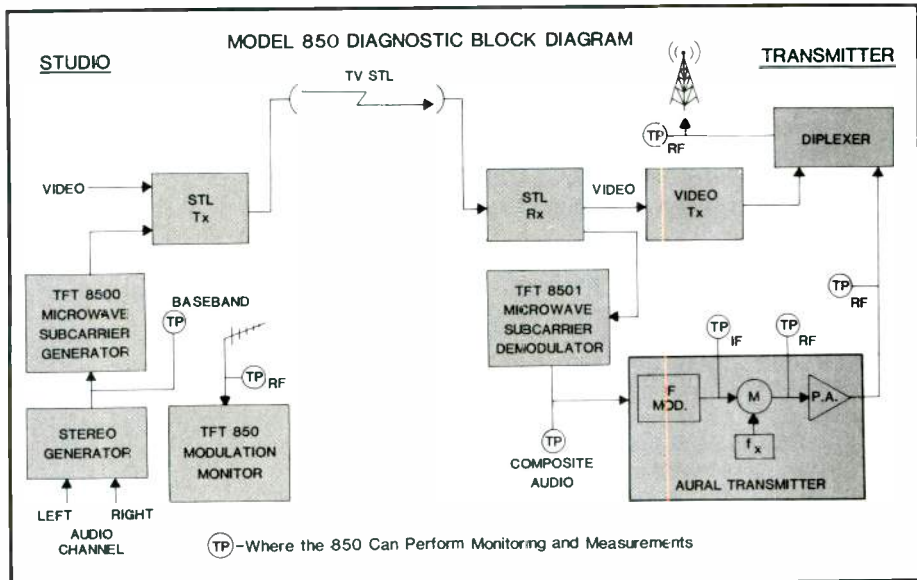 MODEL 850 DIAGNOSTIC BLOCK DIAGRAM
STUDIO
TRANSMITTER
TV STL
TP
RF
DIPLEXER
VIDEO
STL
Tx
STL
Rx
VIDEO
VIDEO
Tx
TFT 8500
MICROWAVE
SUBCARRIER
GENERATOR
BASEBAND
TP
TP RF
TFT 8501
MICROWAVE
SUBCARRIER
DEMODULATOR
TP
RF
TP
IF
TP
RF
STEREO
GENERATOR
TFT 850
MODULATION
MONITOR
TP
COMPOSITE
AUDIO
IF
MOD.
M
P.A.
fx
AURAL TRANSMITTER
LEFT RIGHT
AUDIO
CHANNEL
TP -Where the 850 Can Perform Monitoring and Measurements